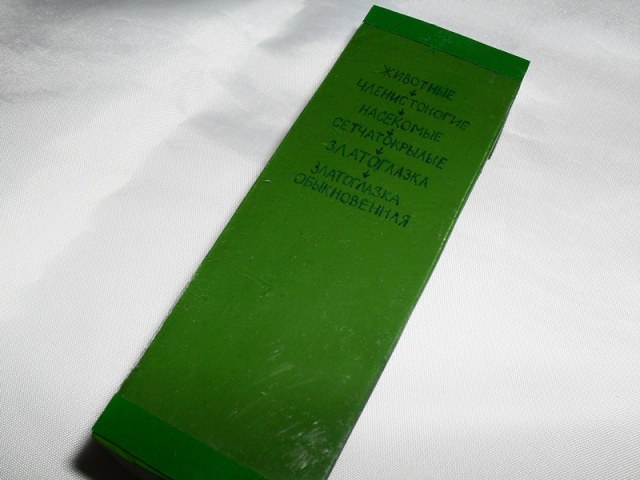 ЖИВОТНЫЕ
↓
ЧЛЕНИСТОНОГИЕ
↓
НАСЕКОМЫЕ
↓
СЕТЧАТОКРЫЛЫЕ
↓
ЗЛАТОГЛАЗКА
↓
ЗЛАТОГЛАЗКА
ОБЫКНОВЕННАЯ